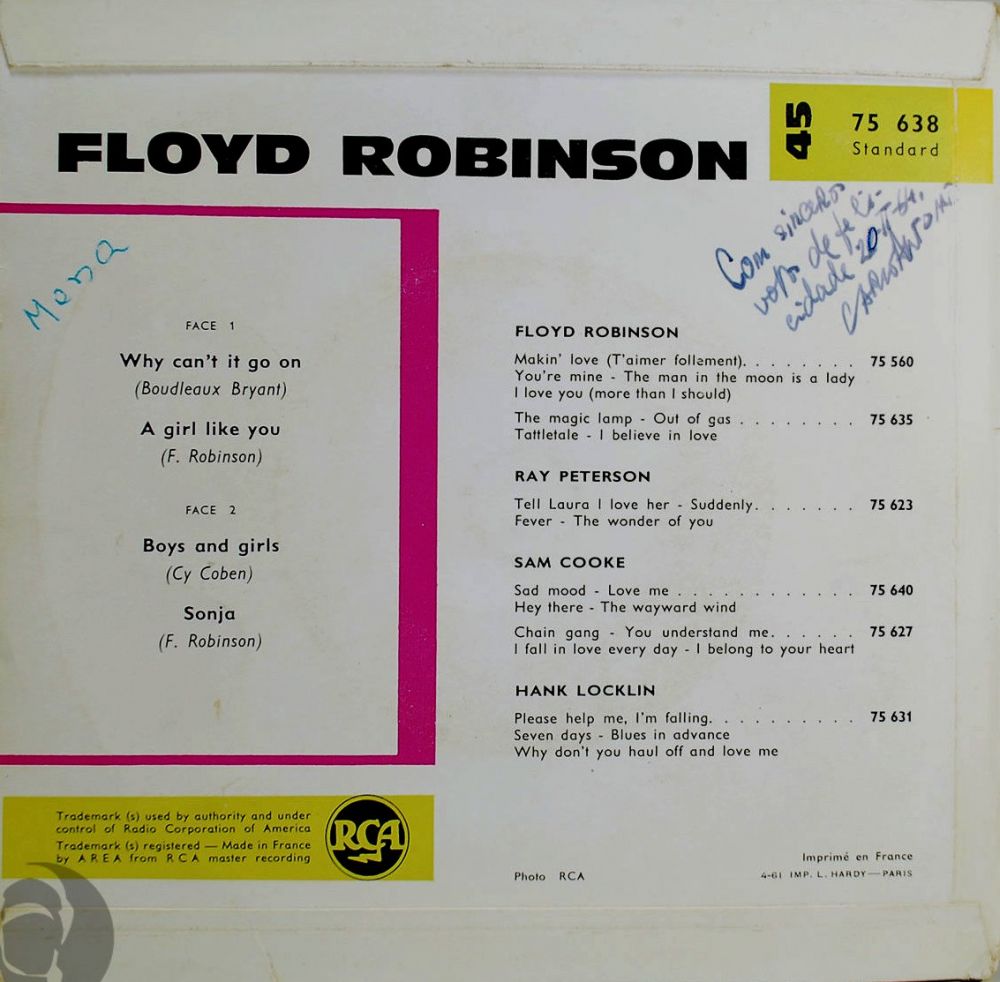 FLOYD ROBINSON
45
75 638
Standard
Com sincero
votos de feli-
cidade 20-II-61.
Mona
FACE 1
Why can't it go on
(Boudleaux Bryant)
A girl like you
(F. Robinson)
FACE 2
Boys and girls
(Cy Coben)
Sonja
(F. Robinson)
FLOYD ROBINSON
Makin' love (T'aimer follement). . . . . . . . 75 560
You're mine - The man in the moon is a lady
I love you (more than I should)
The magic lamp - Out of gas . . . . . . . . 75 635
Tattletale - I believe in love
RAY PETERSON
Tell Laura I love her - Suddenly. . . . . . . 75 623
Fever - The wonder of you
SAM COOKE
Sad mood - Love me . . . . . . . . . . . . 75 640
Hey there - The wayward wind
Chain gang - You understand me. . . . . . 75 627
I fall in love every day - I belong to your heart
HANK LOCKLIN
Please help me, I'm falling. . . . . . . . . . 75 631
Seven days - Blues in advance
Why don't you haul off and love me
Trademark (s) used by authority and under
control of Radio Corporation of America
Trademark (s) registered — Made in France
by A R E A from R C A master recording
RCA
Photo RCA
Imprimé en France
4-61 IMP. L. HARDY — PARIS